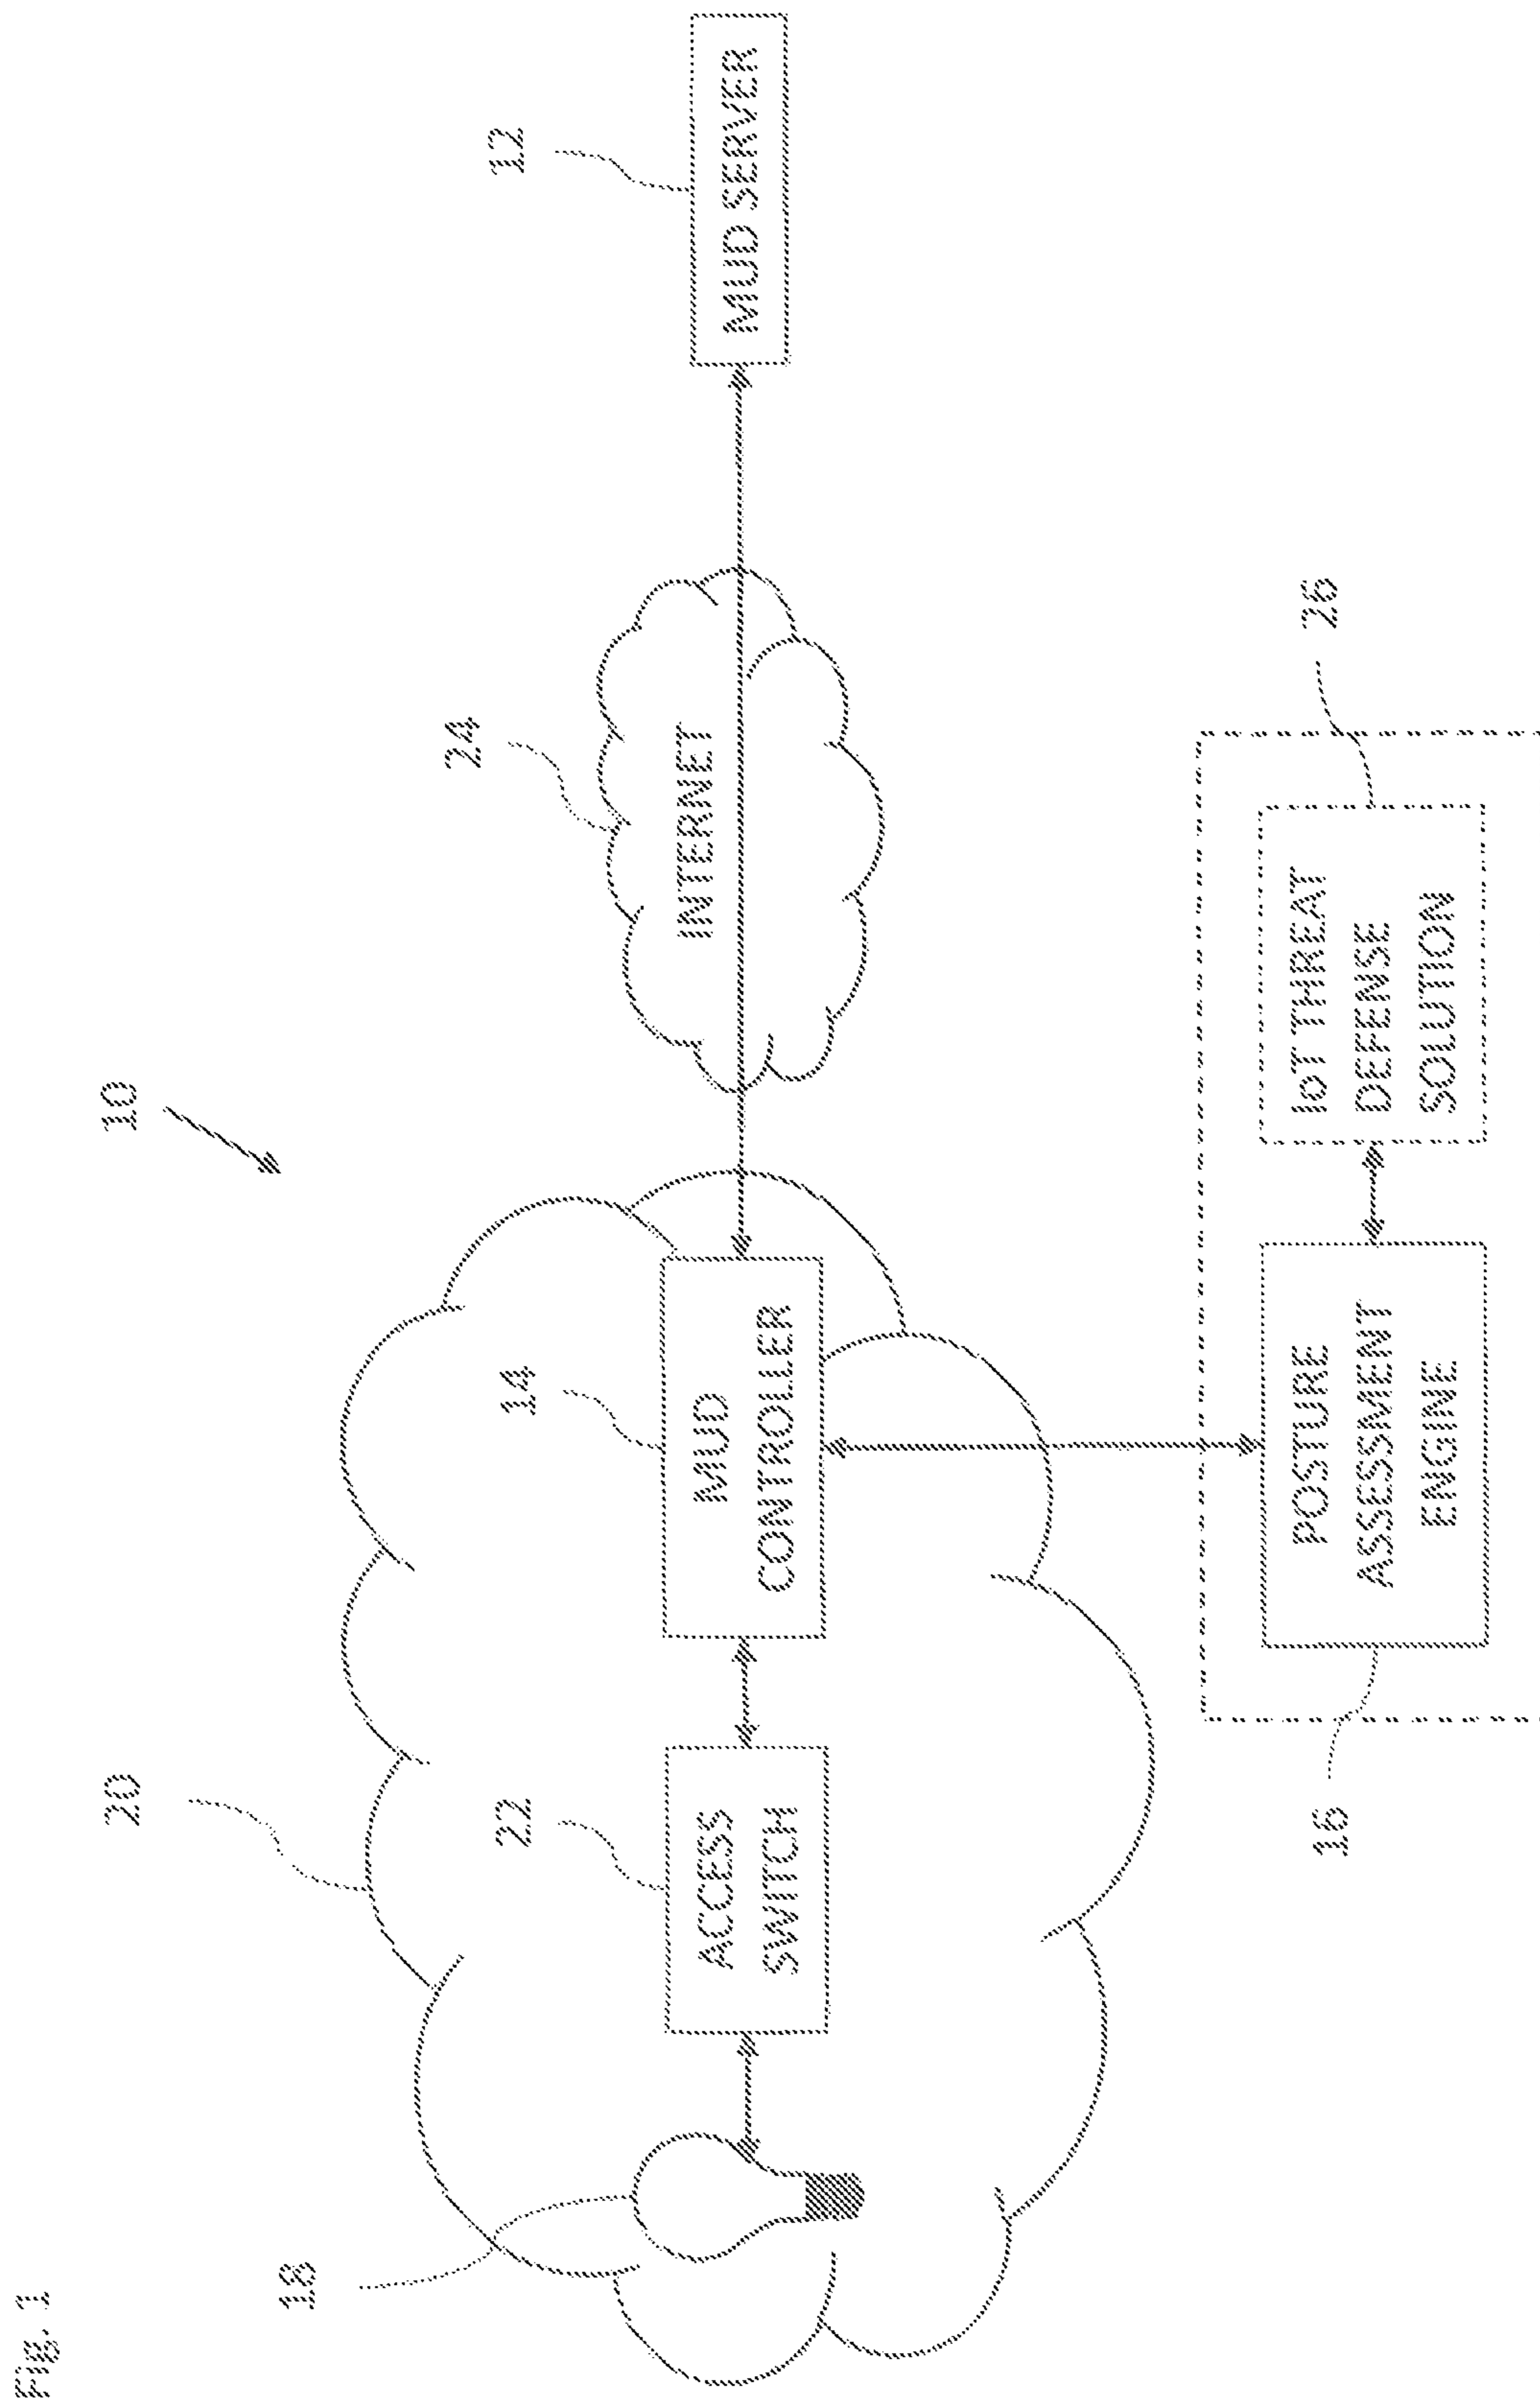 Fig. 1
10
20
24
12
18
22
14
ACCESS
SWITCH
MUD
CONTROLLER
INTERNET
MUD SERVER
16
26
POSTURE
ASSESSMENT
ENGINE
IoT THREAT
DEFENSE
SOLUTION